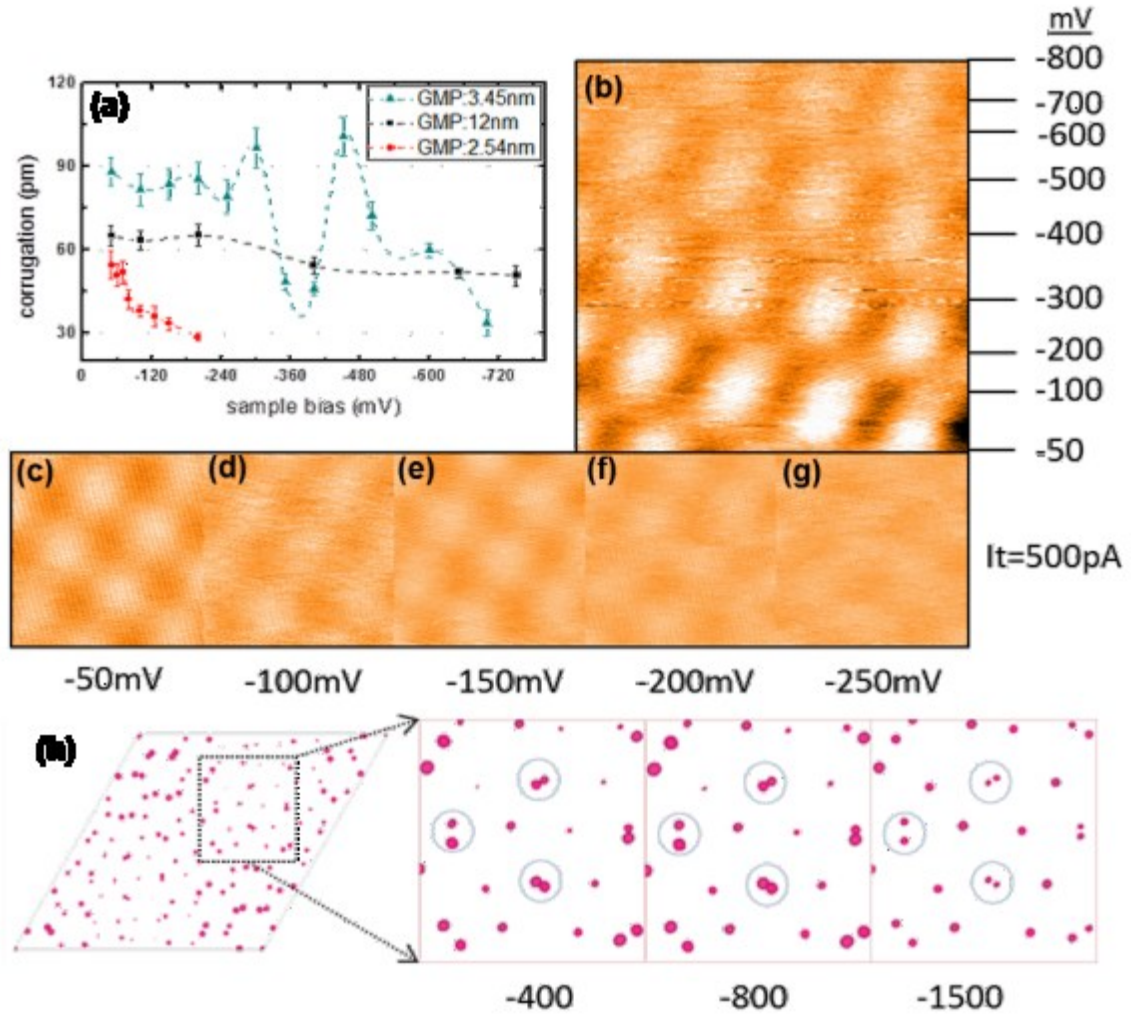 mV
-800
-700
-600
-500
-400
-300
-200
-100
-50
(a)
120
90
60
30
corrugation (pm)
GMP:3.45nm
GMP:12nm
GMP:2.54nm
0 -120 -240 -360 -480 -600 -720
sample bias (mV)
(b)
(c) (d) (e) (f) (g)
It=500pA
-50mV -100mV -150mV -200mV -250mV
(h)
-400 -800 -1500